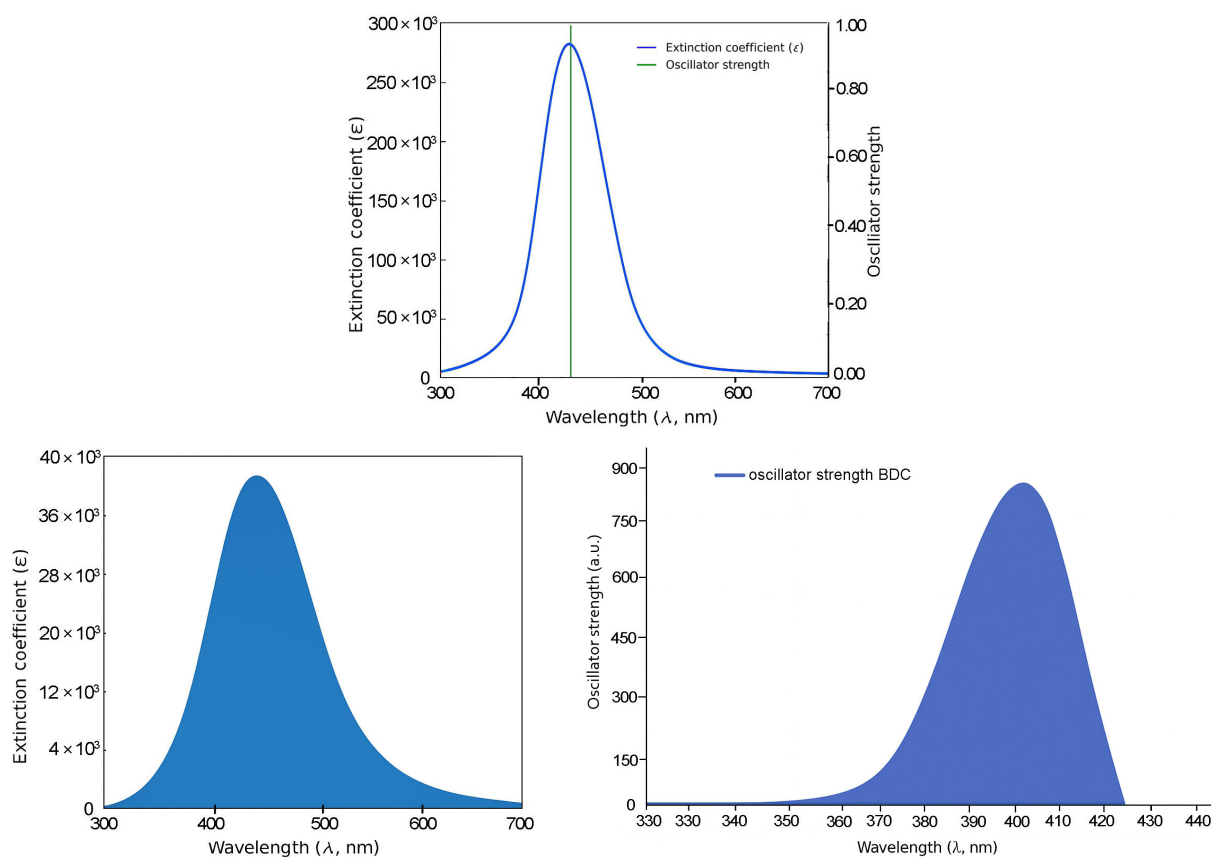 300 × 10³
250 × 10³
200 × 10³
150 × 10³
100 × 10³
50 × 10³
0
Extinction coefficient (ε)
Extinction coefficient (ε)
Oscillator strength
1.00
0.80
0.60
0.40
0.20
0.00
Osclliator strength
300 400 500 600 700
Wavelength (λ, nm)
40 × 10³
36 × 10³
28 × 10³
20 × 10³
12 × 10³
4 × 10³
0
Extinction coefficient (ε)
300 400 500 600 700
Wavelength (λ, nm)
900
750
600
450
300
150
0
Oscillator strength (a.u.)
oscillator strength BDC
330 330 340 350 360 370 380 390 400 410 420 430 440
Wavelength (λ, nm)